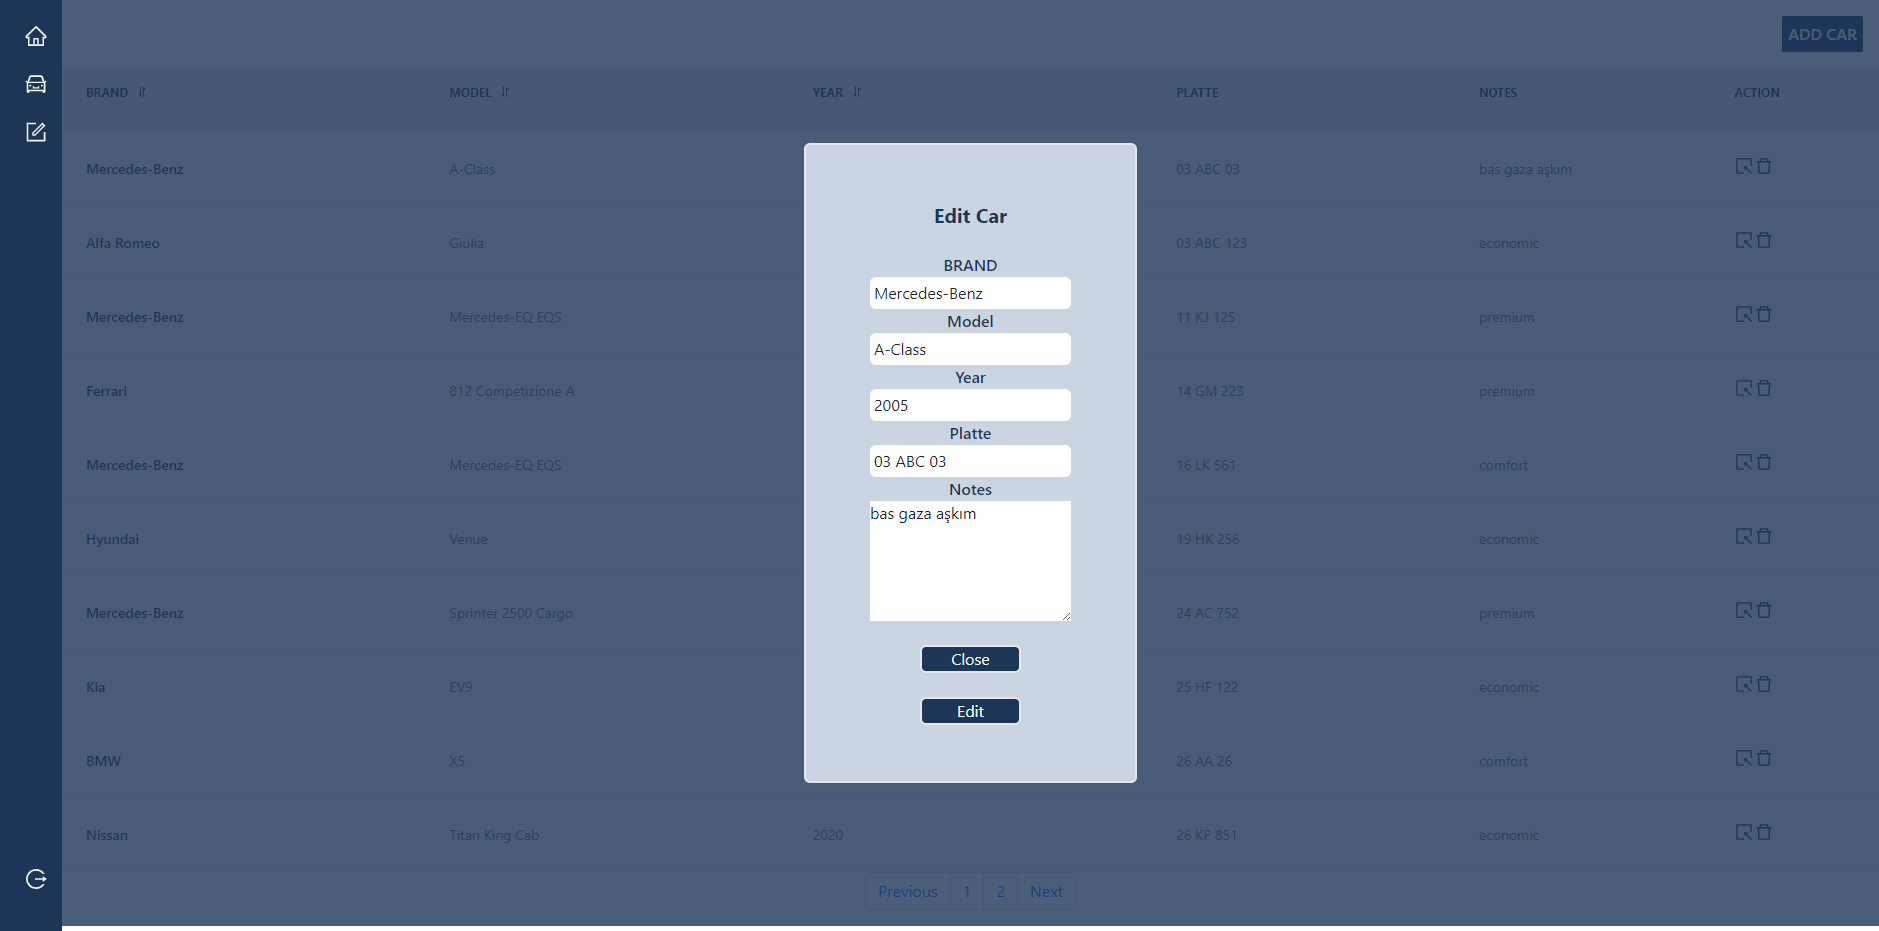 ADD CAR
BRAND MODEL YEAR PLATTE NOTES ACTION
Mercedes-Benz A-Class 03 ABC 03 bas gaza aşkım
Alfa Romeo Giulia 03 ABC 123 economic
Mercedes-Benz Mercedes-EQ EQS 11 KJ 125 premium
Ferrari 812 Competizione A 14 GM 223 premium
Mercedes-Benz Mercedes-EQ EQS 16 LK 561 comfort
Hyundai Venue 19 HK 256 economic
Mercedes-Benz Sprinter 2500 Cargo 24 AC 752 premium
Kia EV9 25 HF 122 economic
BMW X5 26 AA 26 comfort
Nissan Titan King Cab 2020 26 KP 851 economic
Previous 1 2 Next
Edit Car
BRAND
Mercedes-Benz
Model
A-Class
Year
2005
Platte
03 ABC 03
Notes
bas gaza aşkım
Close
Edit